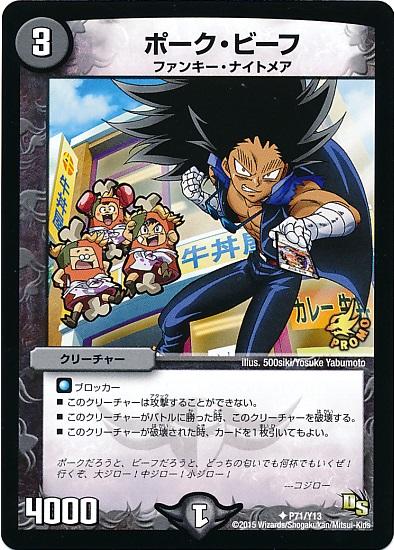 3
ポーク・ビーフ
ファンキー・ナイトメア
牛丼
牛丼屋
カレー
PROMO
Illus. 500siki/Yosuke Yabumoto
クリーチャー
ブロッカー
■ このクリーチャーは攻撃することができない。
■ このクリーチャーがバトルに勝った時、このクリーチャーを破壊する。
■ このクリーチャーが破壊された時、カードを1枚引いてもよい。
ポークだろうと、ビーフだろうと、どっちの匂いでも何杯でもいくぜ!
行くぞ、大ジロー!中ジロー!小ジロー!
---コジロー
4000
1
DS
P71/Y13
©2015 Wizards/Shogakukan/Mitsui-Kids